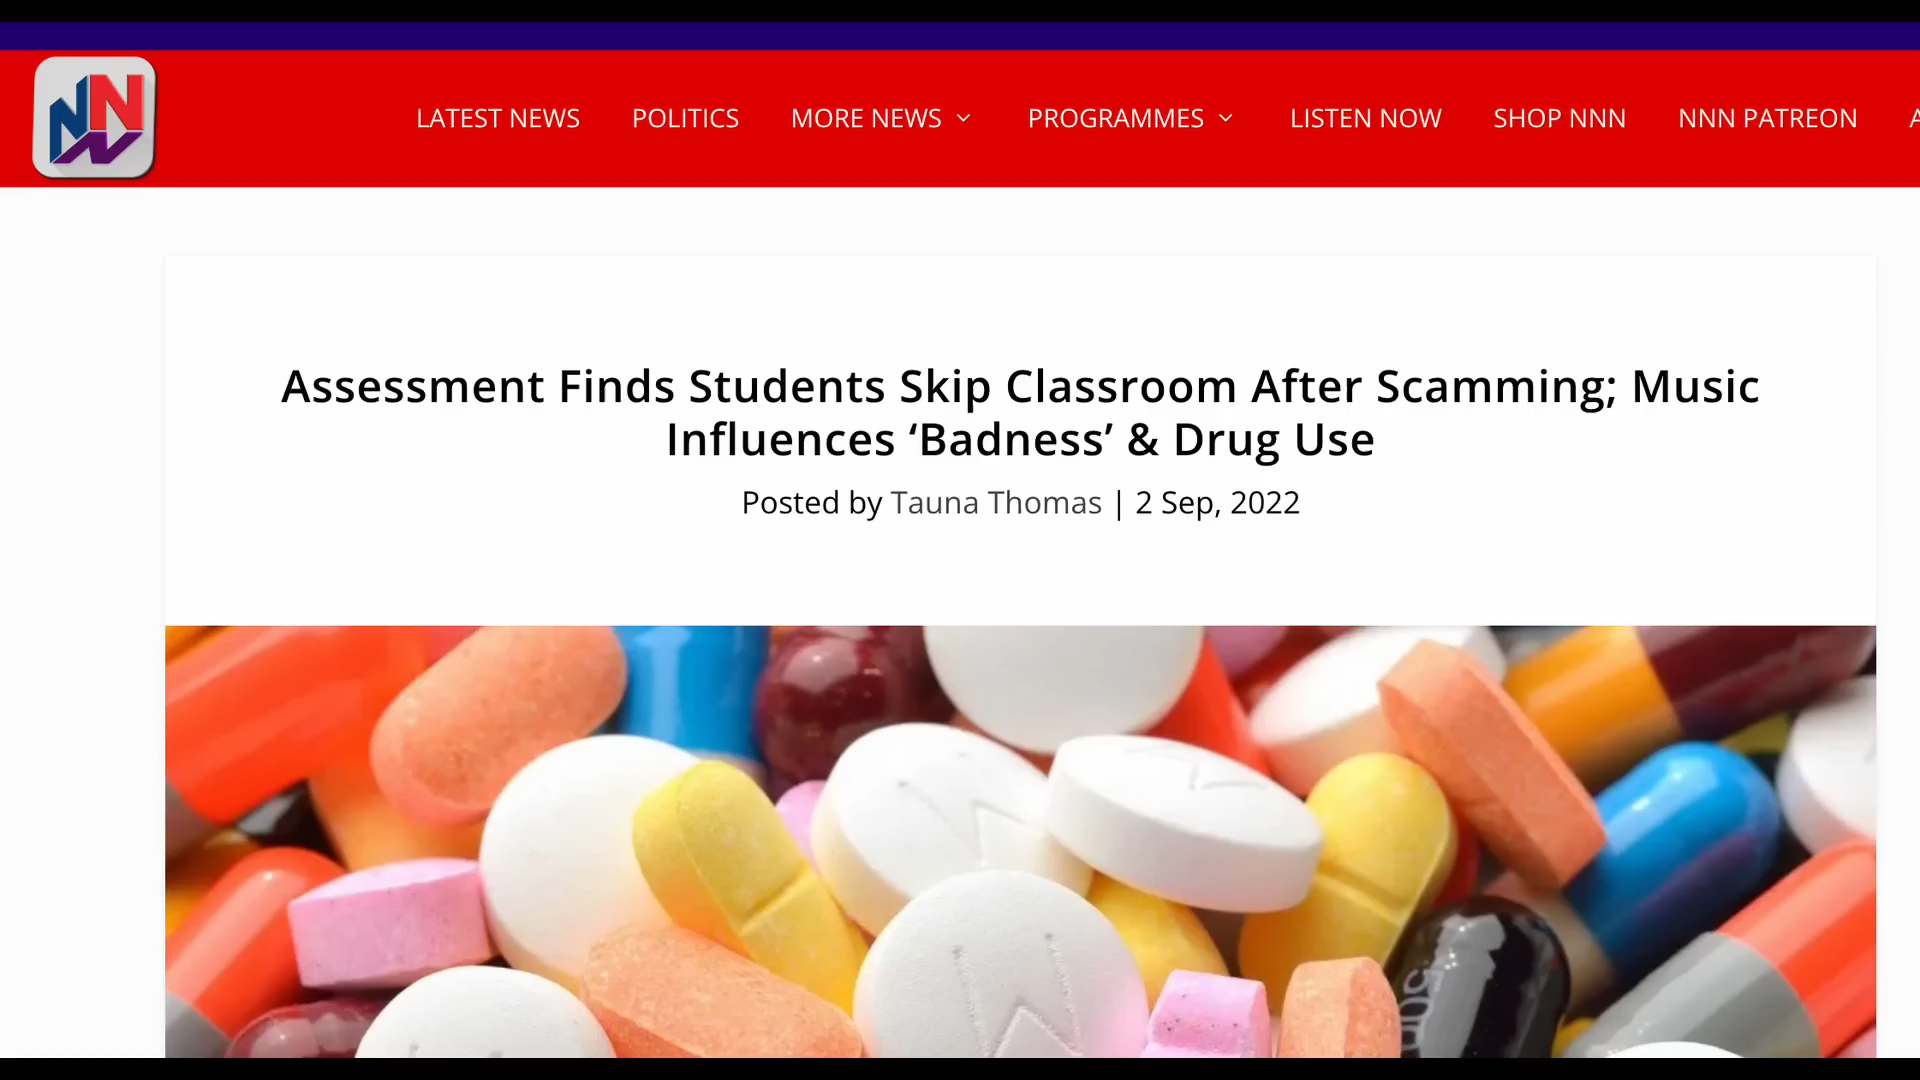 NNN
LATEST NEWS POLITICS MORE NEWS PROGRAMMES LISTEN NOW SHOP NNN NNN PATREON A
Assessment Finds Students Skip Classroom After Scamming; Music
Influences ‘Badness’ & Drug Use
Posted by Tauna Thomas | 2 Sep, 2022